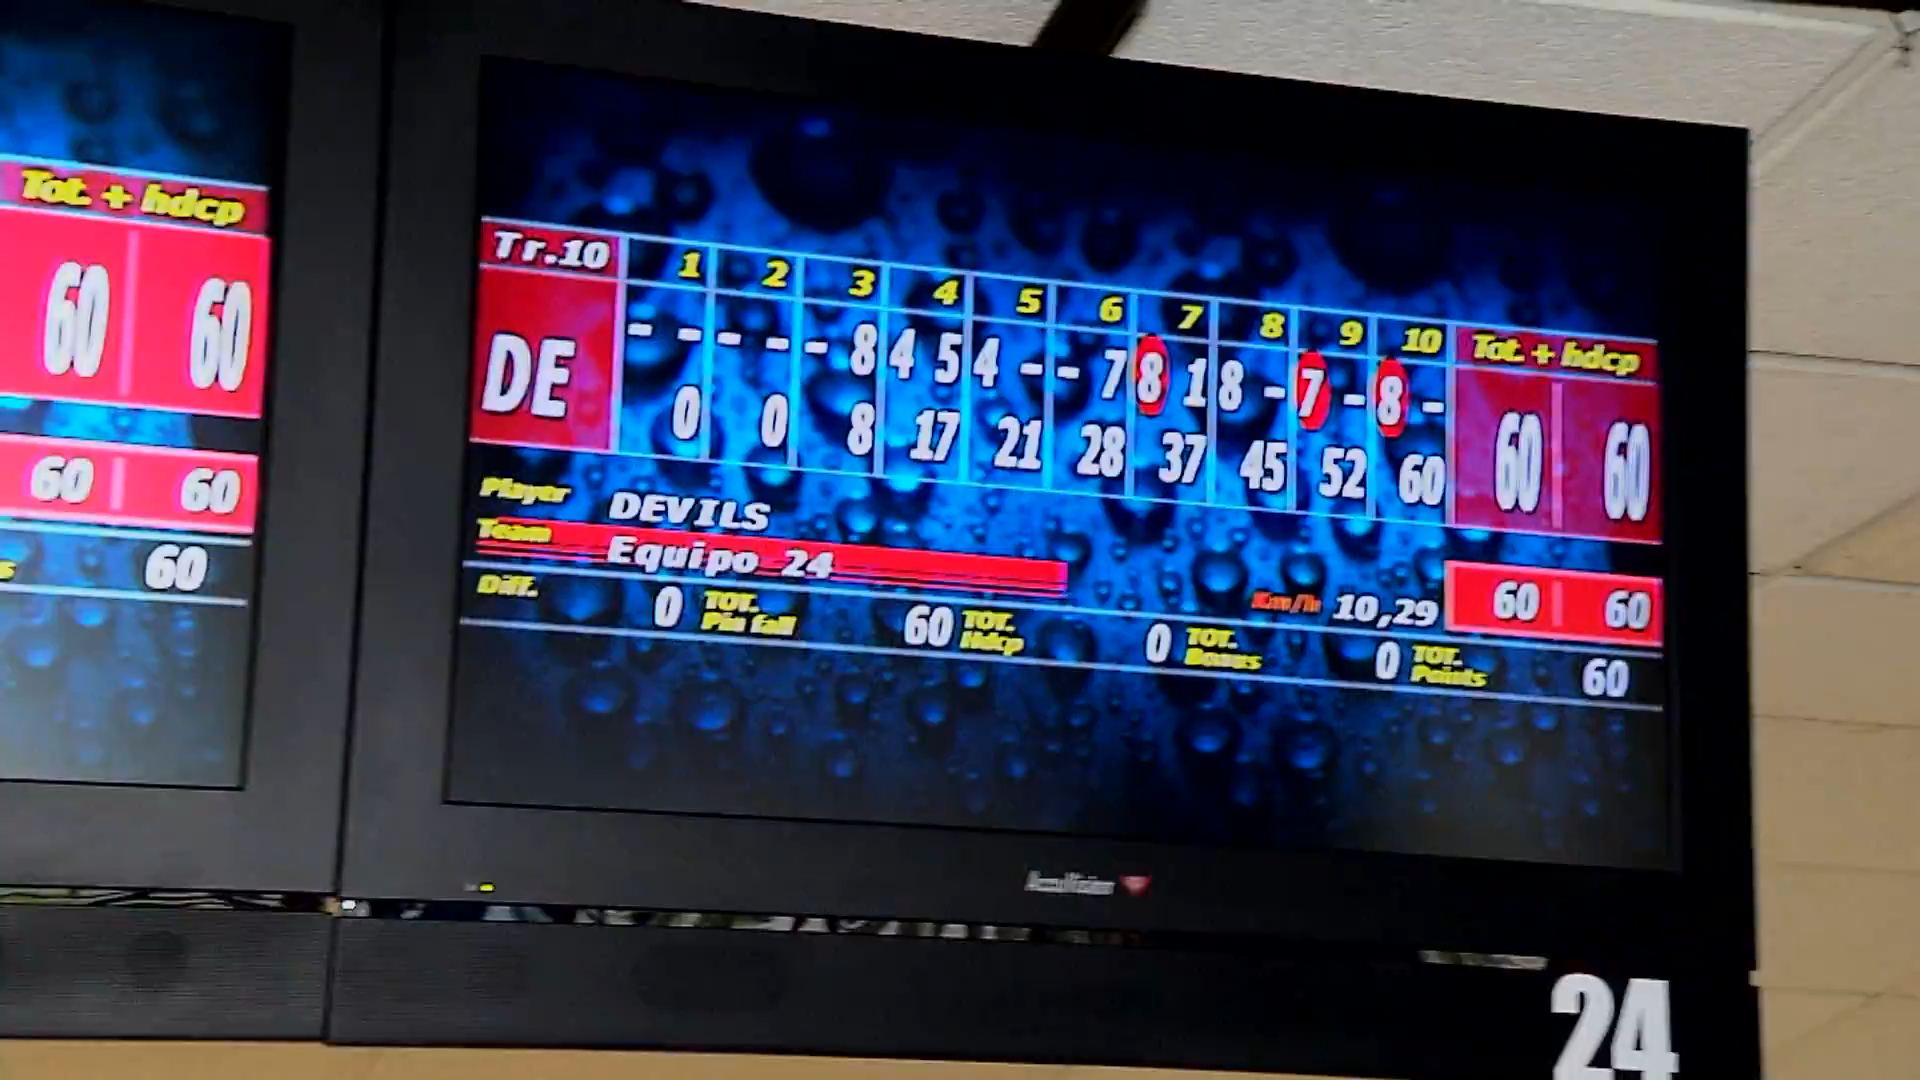 Tot. + hdcp
60 60
60 60
60
Tr.10 1 2 3 4 5 6 7 8 9 10 Tot. + hdcp
DE - - - - - 8 4 5 4 - - 7 8 1 8 - 7 - 8 - 60 60
0 0 8 17 21 28 37 45 52 60
Player DEVILS
Team Equipo 24
Km/h 10,29 60 60
Diff. 0 TOT. Pin fall 60 TOT. Hdcp 0 TOT. Bonus 0 TOT. Points 60
24